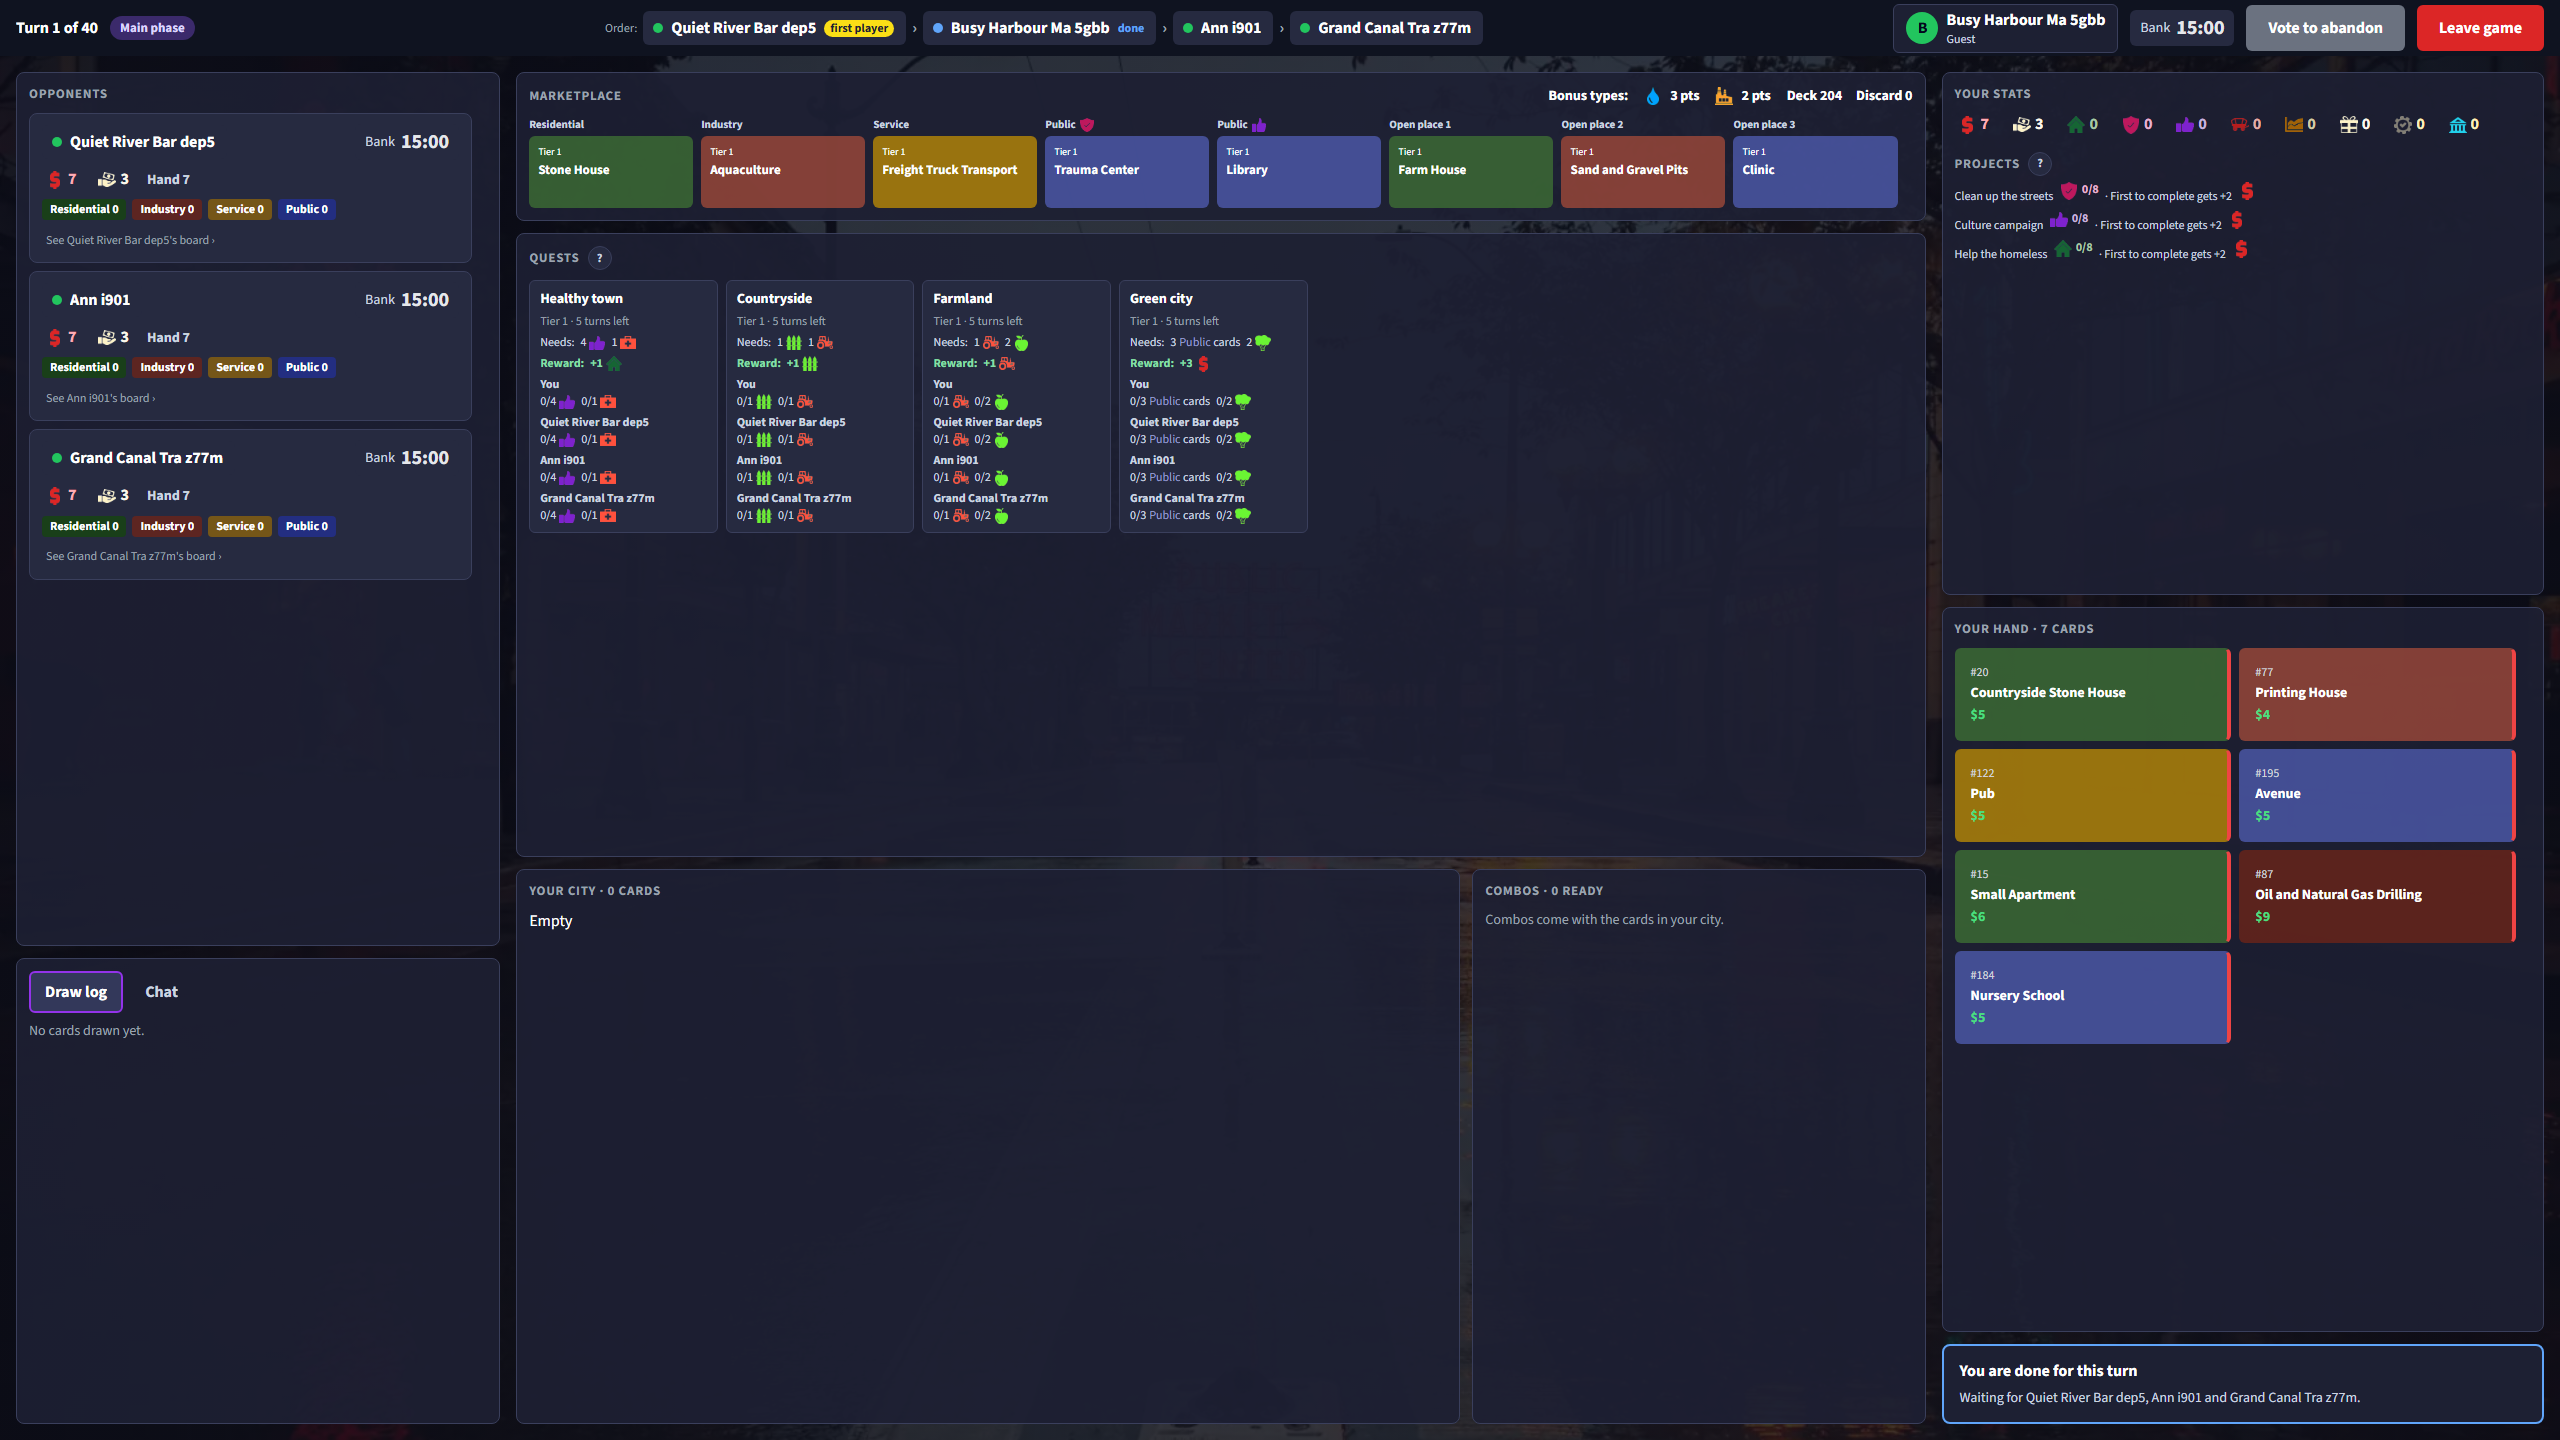 Turn 1 of 40 Main phase
Order: Quiet River Bar dep5 first player › Busy Harbour Ma 5gbb done › Ann i901 › Grand Canal Tra z77m
B Busy Harbour Ma 5gbb
Guest
Bank 15:00
Vote to abandon
Leave game
OPPONENTS
Quiet River Bar dep5 Bank 15:00
7 3 Hand 7
Residential 0 Industry 0 Service 0 Public 0
See Quiet River Bar dep5's board ›
Ann i901 Bank 15:00
7 3 Hand 7
Residential 0 Industry 0 Service 0 Public 0
See Ann i901's board ›
Grand Canal Tra z77m Bank 15:00
7 3 Hand 7
Residential 0 Industry 0 Service 0 Public 0
See Grand Canal Tra z77m's board ›
Draw log Chat
No cards drawn yet.
MARKETPLACE
Bonus types: 3 pts 2 pts Deck 204 Discard 0
Residential
Tier 1
Stone House
Industry
Tier 1
Aquaculture
Service
Tier 1
Freight Truck Transport
Public
Tier 1
Trauma Center
Public
Tier 1
Library
Open place 1
Tier 1
Farm House
Open place 2
Tier 1
Sand and Gravel Pits
Open place 3
Tier 1
Clinic
QUESTS ?
Healthy town
Tier 1 · 5 turns left
Needs: 4 1
Reward: +1
You
0/4 0/1
Quiet River Bar dep5
0/4 0/1
Ann i901
0/4 0/1
Grand Canal Tra z77m
0/4 0/1
Countryside
Tier 1 · 5 turns left
Needs: 1 1
Reward: +1
You
0/1 0/1
Quiet River Bar dep5
0/1 0/1
Ann i901
0/1 0/1
Grand Canal Tra z77m
0/1 0/1
Farmland
Tier 1 · 5 turns left
Needs: 1 2
Reward: +1
You
0/1 0/2
Quiet River Bar dep5
0/1 0/2
Ann i901
0/1 0/2
Grand Canal Tra z77m
0/1 0/2
Green city
Tier 1 · 5 turns left
Needs: 3 Public cards 2
Reward: +3
You
0/3 Public cards 0/2
Quiet River Bar dep5
0/3 Public cards 0/2
Ann i901
0/3 Public cards 0/2
Grand Canal Tra z77m
0/3 Public cards 0/2
YOUR CITY · 0 CARDS
Empty
COMBOS · 0 READY
Combos come with the cards in your city.
YOUR STATS
7 3 0 0 0 0 0 0 0 0
PROJECTS ?
Clean up the streets 0/8 · First to complete gets +2
Culture campaign 0/8 · First to complete gets +2
Help the homeless 0/8 · First to complete gets +2
YOUR HAND · 7 CARDS
#20
Countryside Stone House
$5
#77
Printing House
$4
#122
Pub
$5
#195
Avenue
$5
#15
Small Apartment
$6
#87
Oil and Natural Gas Drilling
$9
#184
Nursery School
$5
You are done for this turn
Waiting for Quiet River Bar dep5, Ann i901 and Grand Canal Tra z77m.